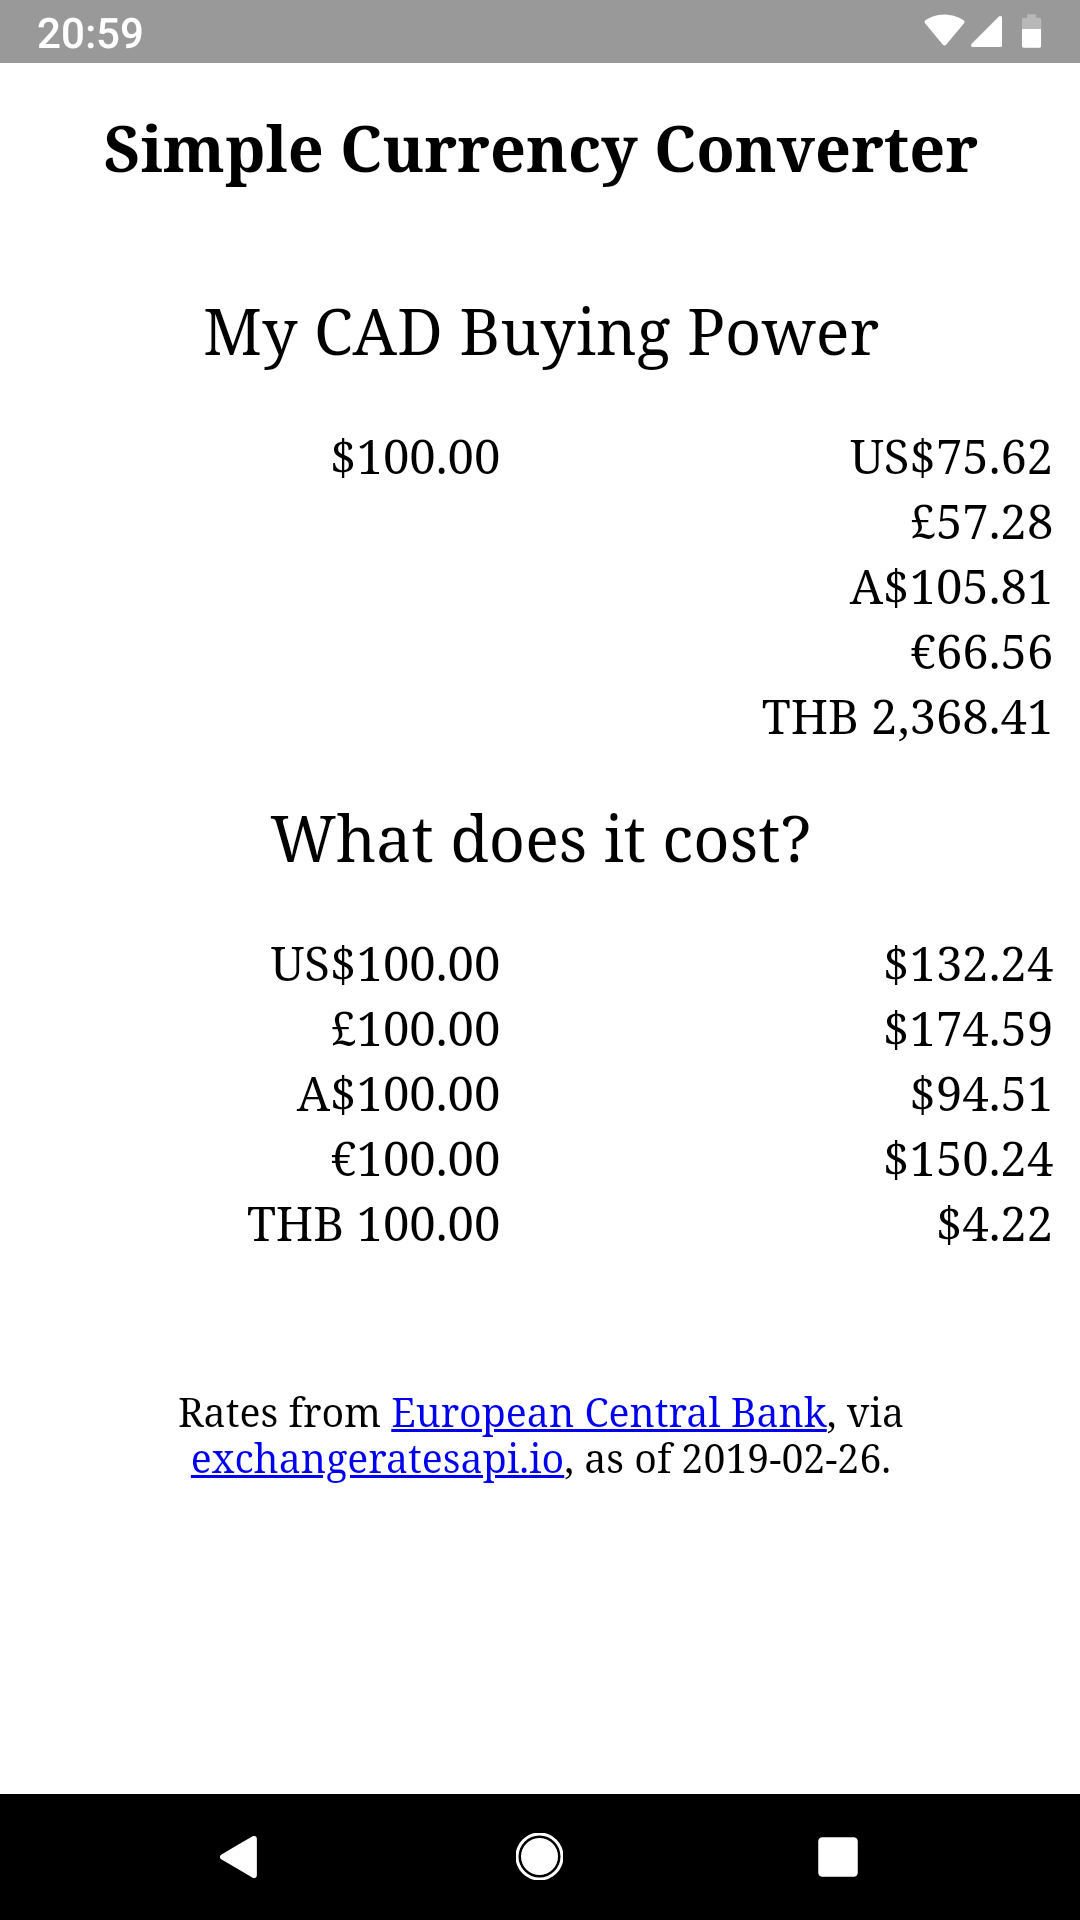 20:59
Simple Currency Converter
My CAD Buying Power
$100.00 US$75.62
£57.28
A$105.81
€66.56
THB 2,368.41
What does it cost?
US$100.00 $132.24
£100.00 $174.59
A$100.00 $94.51
€100.00 $150.24
THB 100.00 $4.22
Rates from European Central Bank, via
exchangeratesapi.io, as of 2019-02-26.